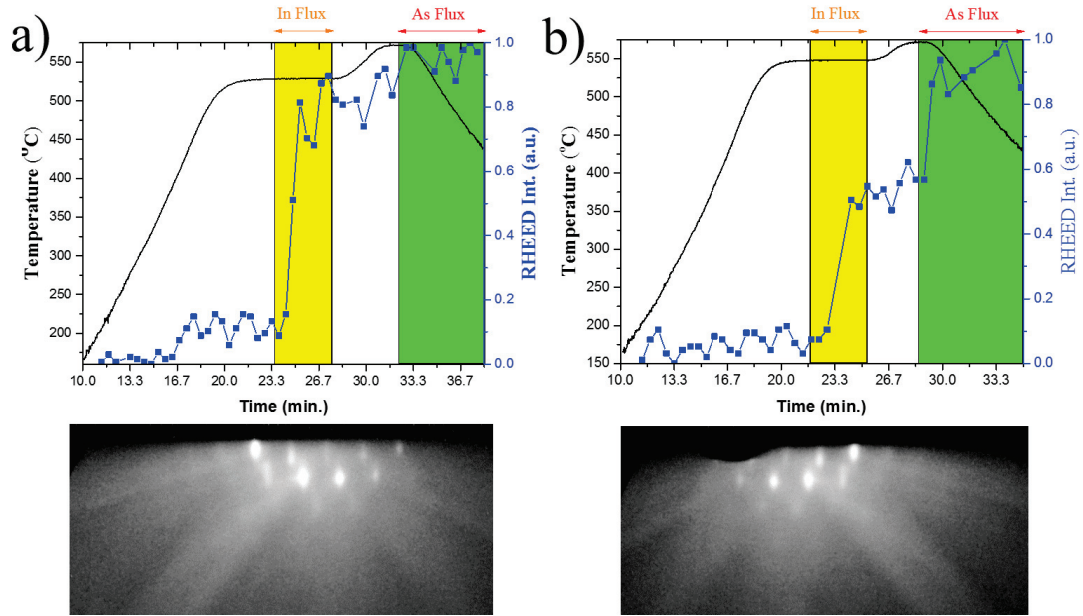 In Flux
As Flux
a)
550
500
450
400
350
300
250
200
1.0
0.8
0.6
0.4
0.2
0.0
10.0 13.3 16.7 20.0 23.3 26.7 30.0 33.3 36.7
Temperature (°C)
RHEED Int. (a.u.)
Time (min.)
In Flux
As Flux
b)
550
500
450
400
350
300
250
200
150
1.0
0.8
0.6
0.4
0.2
0.0
10.0 13.3 16.7 20.0 23.3 26.7 30.0 33.3
Temperature (°C)
RHEED Int. (a.u.)
Time (min.)